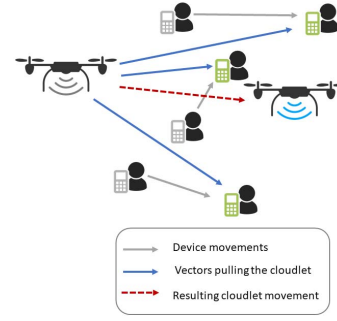 Device movements
Vectors pulling the cloudlet
Resulting cloudlet movement